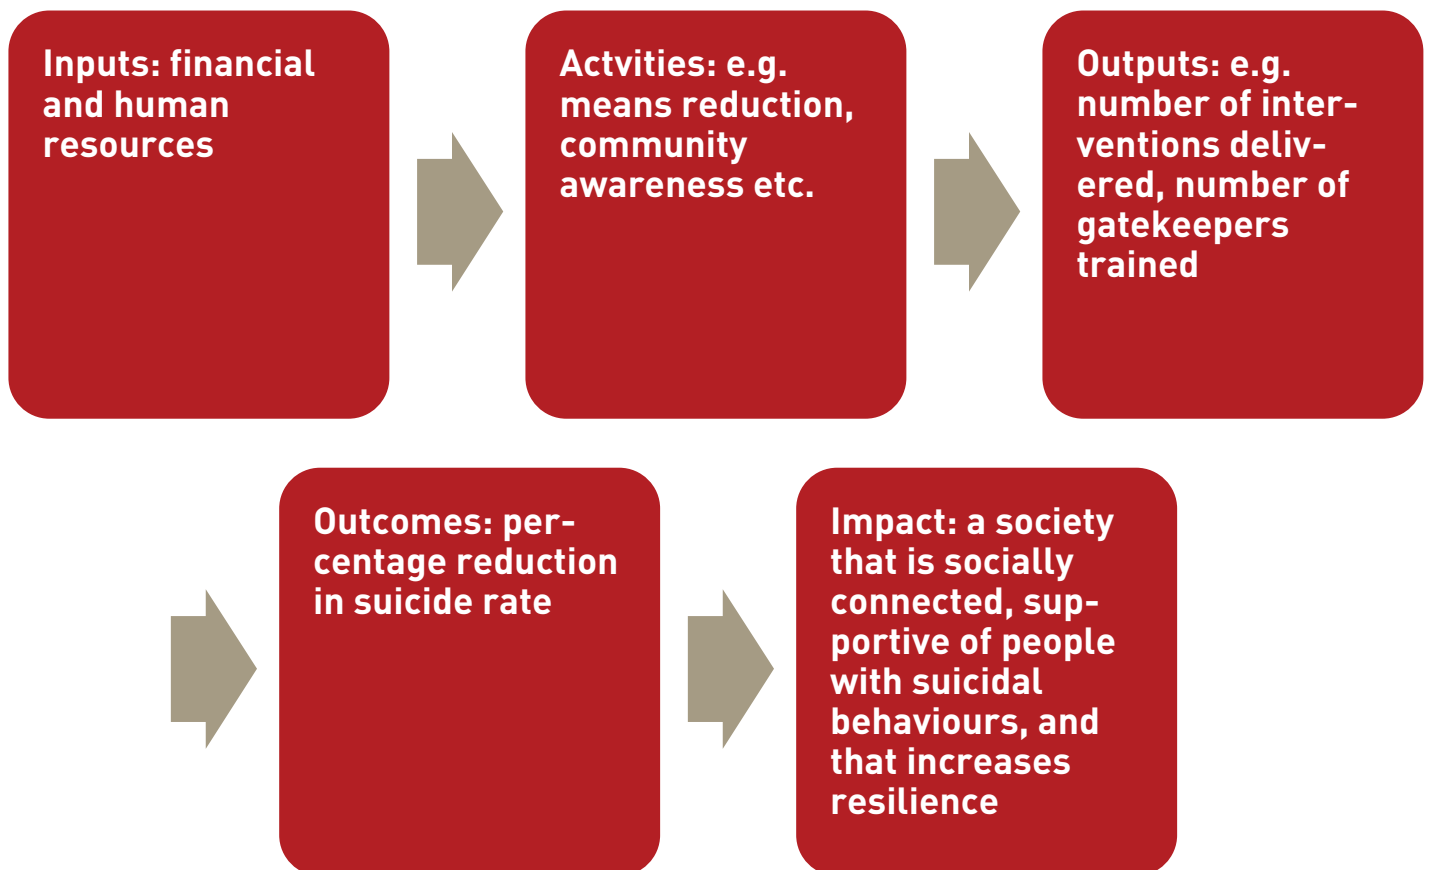 Inputs: financial
and human
resources
Actvities: e.g.
means reduction,
community
awareness etc.
Outputs: e.g.
number of inter-
ventions deliv-
ered, number of
gatekeepers
trained
Outcomes: per-
centage reduction
in suicide rate
Impact: a society
that is socially
connected, sup-
portive of people
with suicidal
behaviours, and
that increases
resilience